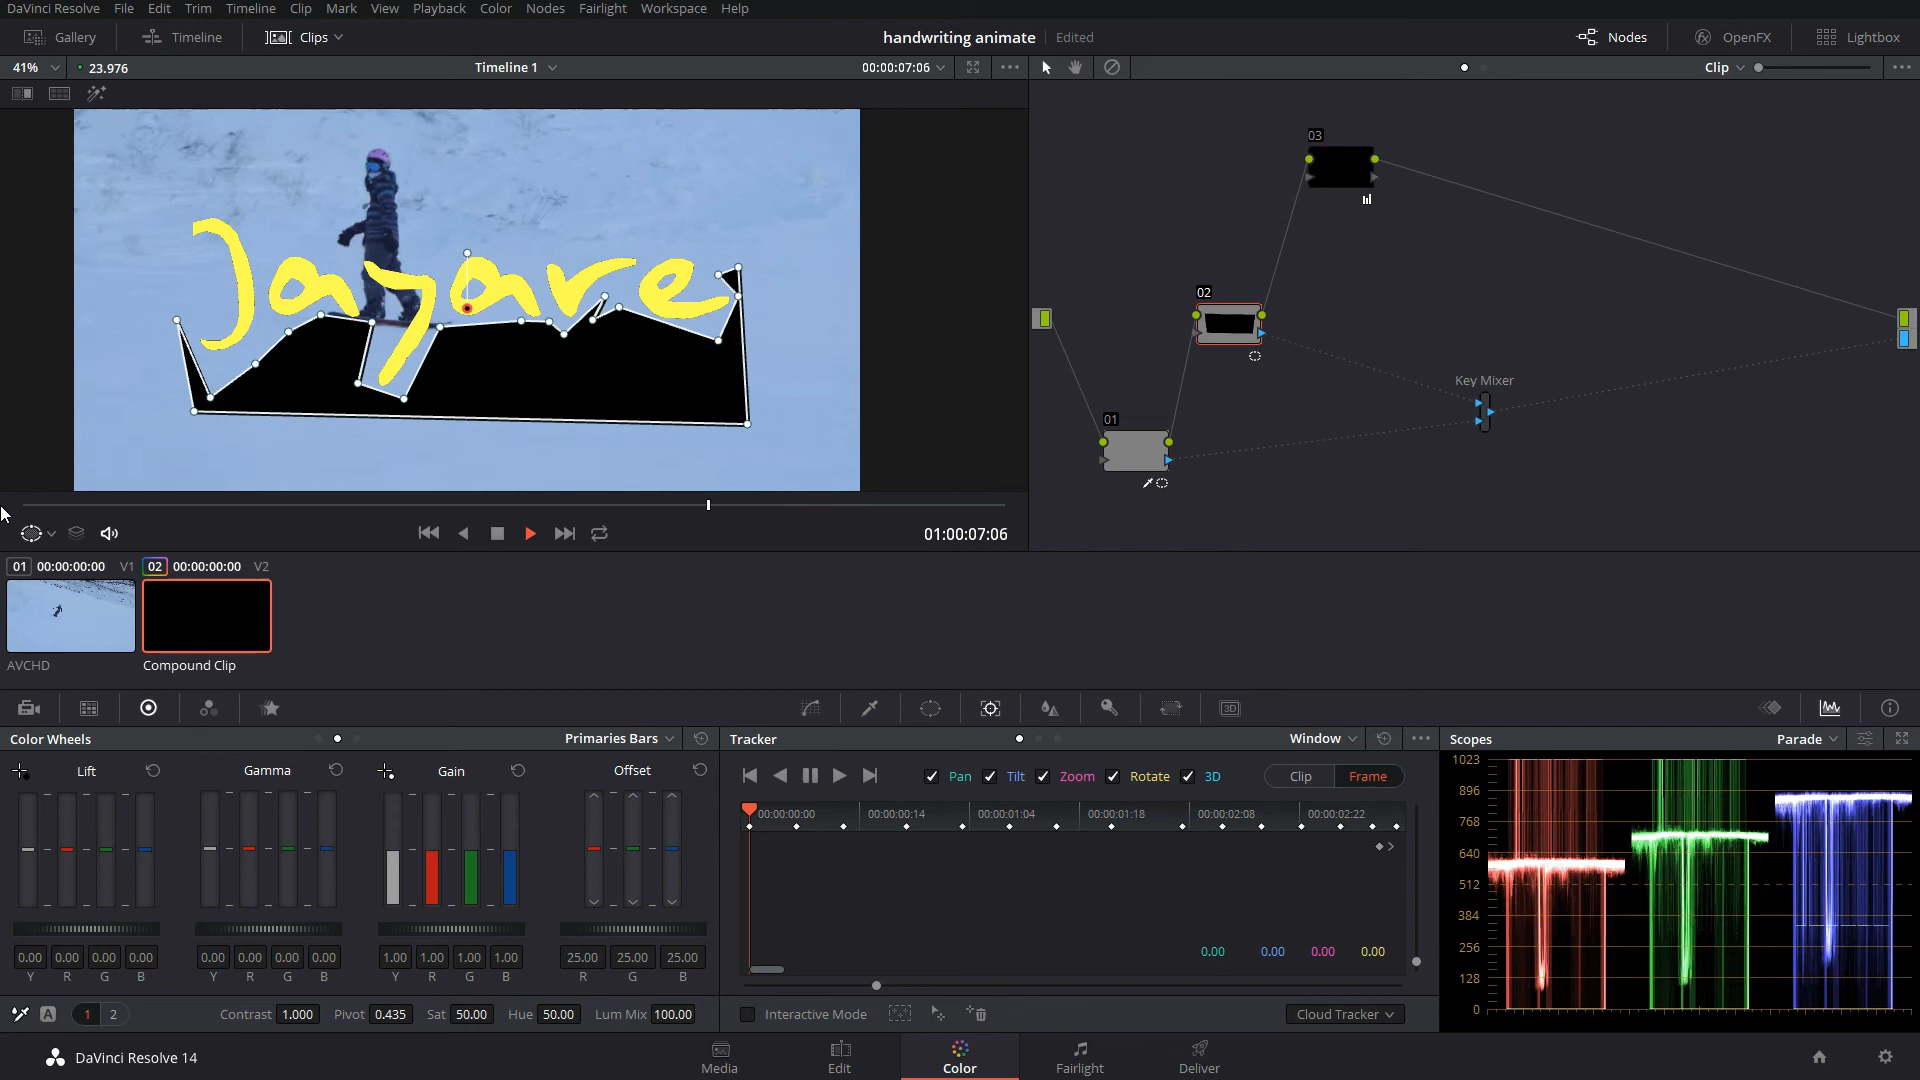 DaVinci Resolve File Edit Trim Timeline Clip Mark View Playback Color Nodes Fairlight Workspace Help
Gallery Timeline Clips handwriting animate Edited Nodes OpenFX Lightbox
41% 23.976 Timeline 1 00:00:07:06 Clip
Jayare
03
02
Key Mixer
01
01:00:07:06
01 00:00:00:00 V1 02 00:00:00:00 V2
AVCHD Compound Clip
3D
Color Wheels Primaries Bars Tracker Window Scopes Parade
Lift Gamma Gain Offset Pan Tilt Zoom Rotate 3D Clip Frame
00:00:00:00 00:00:00:14 00:00:01:04 00:00:01:18 00:00:02:08 00:00:02:22
1023
896
768
640
512
384
256
128
0
0.00 0.00 0.00 0.00
0.00 0.00 0.00 0.00 0.00 0.00 0.00 0.00 1.00 1.00 1.00 1.00 25.00 25.00 25.00
Y R G B Y R G B Y R G B R G B
A 1 2 Contrast 1.000 Pivot 0.435 Sat 50.00 Hue 50.00 Lum Mix 100.00 Interactive Mode Cloud Tracker
DaVinci Resolve 14 Media Edit Color Fairlight Deliver